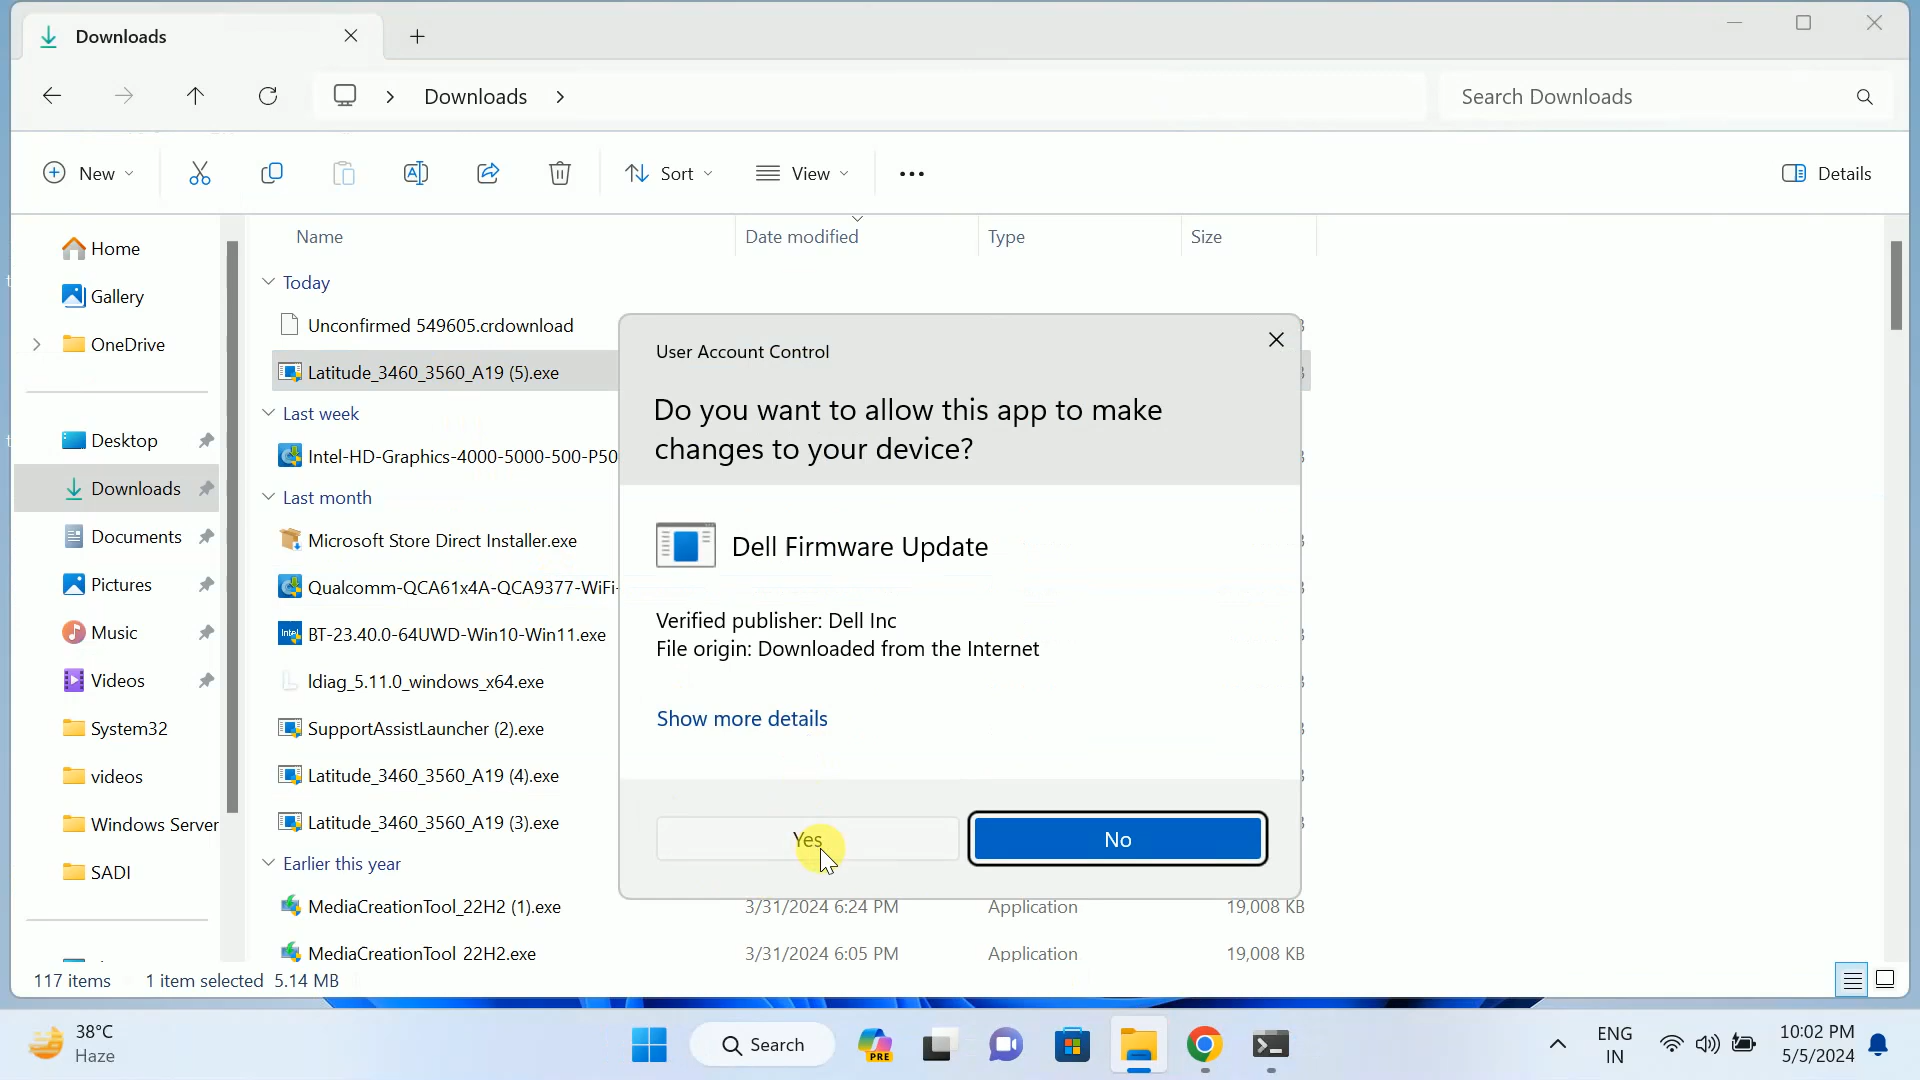 Downloads
Downloads
Search Downloads
New
Sort
View
Details
Name
Date modified
Type
Size
Home
Gallery
OneDrive
Desktop
Downloads
Documents
Pictures
Music
Videos
System32
videos
Windows Server
SADI
Today
Unconfirmed 549605.crdownload
Latitude_3460_3560_A19 (5).exe
Last week
Intel-HD-Graphics-4000-5000-500-P50
Last month
Microsoft Store Direct Installer.exe
Qualcomm-QCA61x4A-QCA9377-WiFi-
BT-23.40.0-64UWD-Win10-Win11.exe
ldiag_5.11.0_windows_x64.exe
SupportAssistLauncher (2).exe
Latitude_3460_3560_A19 (4).exe
Latitude_3460_3560_A19 (3).exe
Earlier this year
MediaCreationTool_22H2 (1).exe 3/31/2024 6:24 PM Application 19,008 KB
MediaCreationTool_22H2.exe 3/31/2024 6:05 PM Application 19,008 KB
User Account Control
Do you want to allow this app to make
changes to your device?
Dell Firmware Update
Verified publisher: Dell Inc
File origin: Downloaded from the Internet
Show more details
Yes
No
117 items 1 item selected 5.14 MB
38°C
Haze
Search
PRE
ENG
IN
10:02 PM
5/5/2024